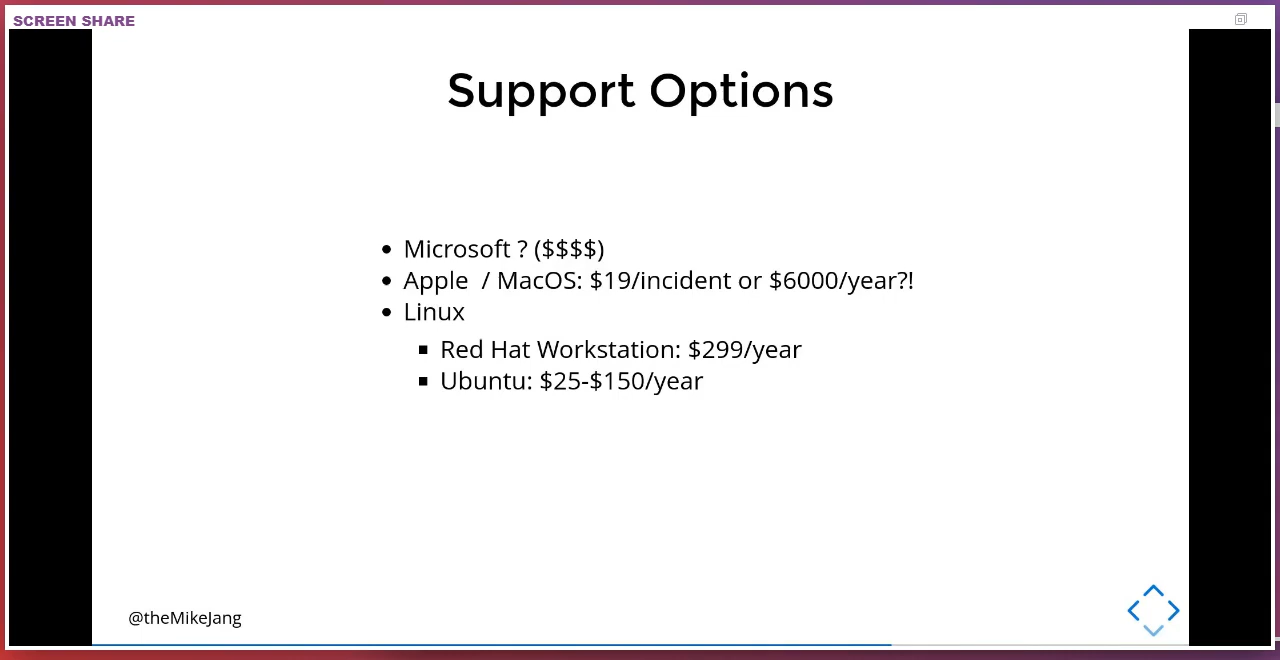 SCREEN SHARE
Support Options
• Microsoft ? ($$$$)
• Apple / MacOS: $19/incident or $6000/year?!
• Linux
▪ Red Hat Workstation: $299/year
▪ Ubuntu: $25-$150/year
@theMikeJang